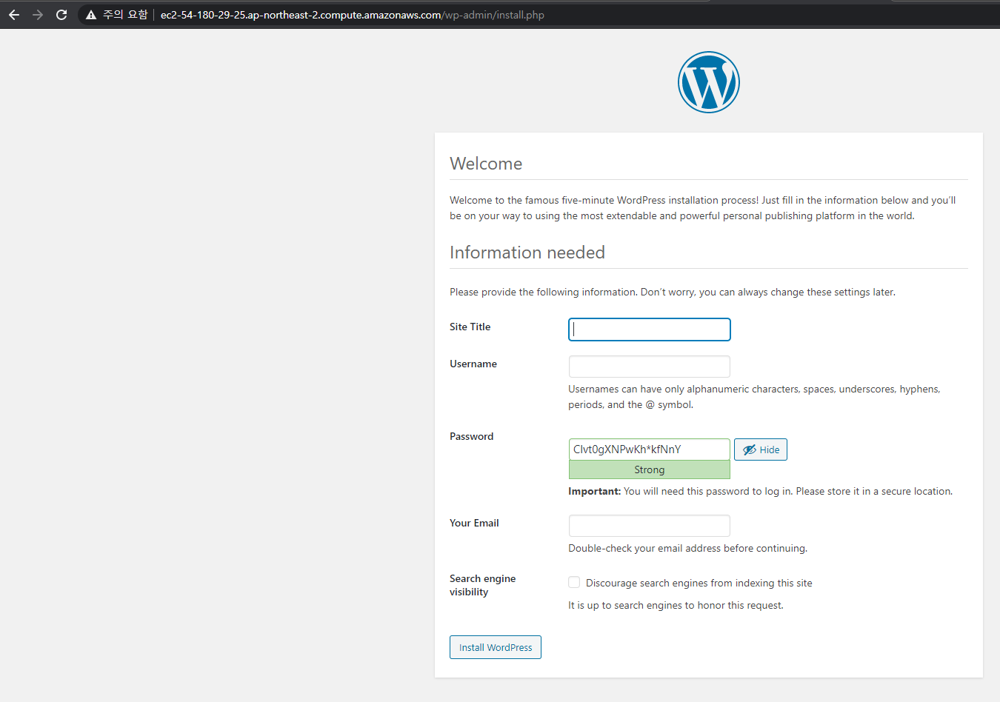 주의 요함 ec2-54-180-29-25.ap-northeast-2.compute.amazonaws.com/wp-admin/install.php
W
Welcome
Welcome to the famous five-minute WordPress installation process! Just fill in the information below and you’ll
be on your way to using the most extendable and powerful personal publishing platform in the world.
Information needed
Please provide the following information. Don’t worry, you can always change these settings later.
Site Title
Username
Usernames can have only alphanumeric characters, spaces, underscores, hyphens,
periods, and the @ symbol.
Password
CIvt0gXNPwKh*kfNnY
Hide
Strong
Important: You will need this password to log in. Please store it in a secure location.
Your Email
Double-check your email address before continuing.
Search engine
visibility
Discourage search engines from indexing this site
It is up to search engines to honor this request.
Install WordPress